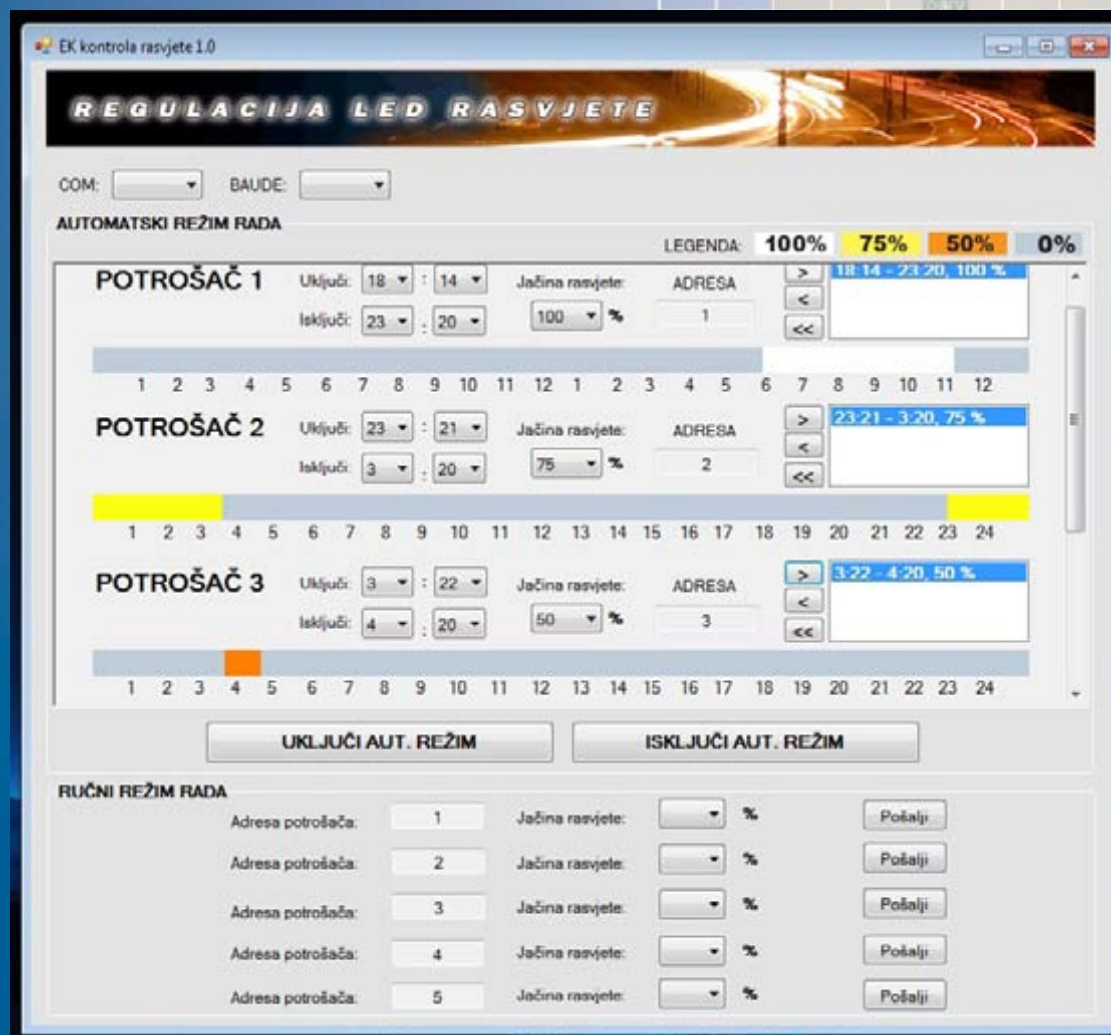 EK kontrola rasvjete 1.0
REGULACIJA LED RASVJETE
COM: BAUDE:
AUTOMATSKI REŽIM RADA
LEGENDA: 100% 75% 50% 0%
POTROŠAČ 1 Uključi: 18 : 14 Jačina rasvjete: ADRESA > 18:14 - 23:20, 100 %
Isključi: 23 : 20 100 % 1 <
<<
1 2 3 4 5 6 7 8 9 10 11 12 1 2 3 4 5 6 7 8 9 10 11 12
POTROŠAČ 2 Uključi: 23 : 21 Jačina rasvjete: ADRESA > 23:21 - 3:20, 75 %
Isključi: 3 : 20 75 % 2 <
<<
1 2 3 4 5 6 7 8 9 10 11 12 13 14 15 16 17 18 19 20 21 22 23 24
POTROŠAČ 3 Uključi: 3 : 22 Jačina rasvjete: ADRESA > 3:22 - 4:20, 50 %
Isključi: 4 : 20 50 % 3 <
<<
1 2 3 4 5 6 7 8 9 10 11 12 13 14 15 16 17 18 19 20 21 22 23 24
UKLJUČI AUT. REŽIM ISKLJUČI AUT. REŽIM
RUČNI REŽIM RADA
Adresa potrošača: 1 Jačina rasvjete: % Pošalji
Adresa potrošača: 2 Jačina rasvjete: % Pošalji
Adresa potrošača: 3 Jačina rasvjete: % Pošalji
Adresa potrošača: 4 Jačina rasvjete: % Pošalji
Adresa potrošača: 5 Jačina rasvjete: % Pošalji